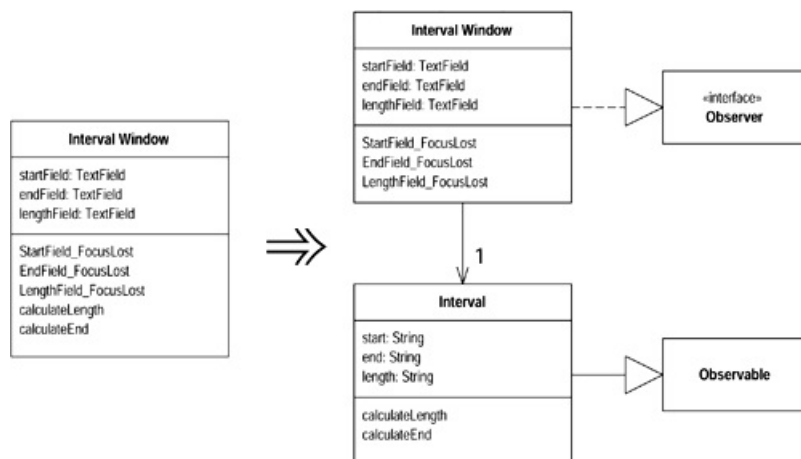 Interval Window
startField: TextField
endField: TextField
lengthField: TextField
StartField_FocusLost
EndField_FocusLost
LengthField_FocusLost
calculateLength
calculateEnd
Interval Window
startField: TextField
endField: TextField
lengthField: TextField
StartField_FocusLost
EndField_FocusLost
LengthField_FocusLost
«interface»
Observer
1
Interval
start: String
end: String
length: String
calculateLength
calculateEnd
Observable